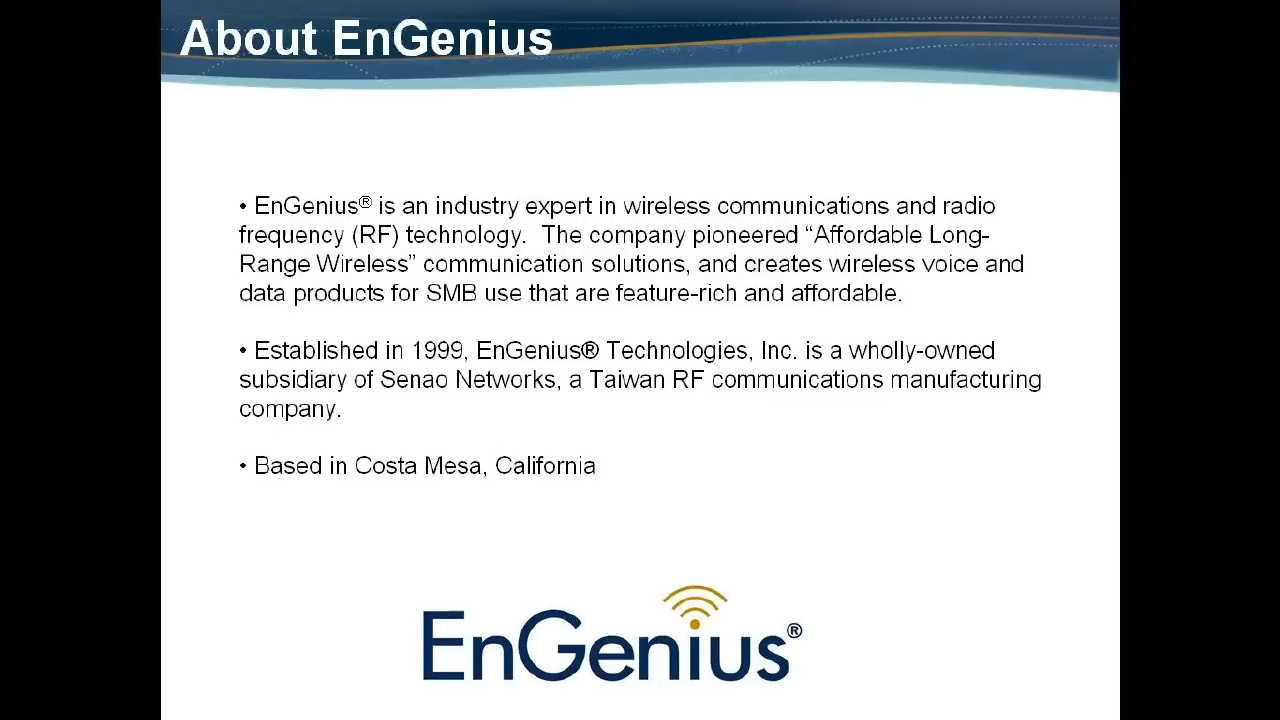 About EnGenius
• EnGenius® is an industry expert in wireless communications and radio
frequency (RF) technology.  The company pioneered “Affordable Long-
Range Wireless” communication solutions, and creates wireless voice and
data products for SMB use that are feature-rich and affordable.
• Established in 1999, EnGenius® Technologies, Inc. is a wholly-owned
subsidiary of Senao Networks, a Taiwan RF communications manufacturing
company.
• Based in Costa Mesa, California
EnGenius®